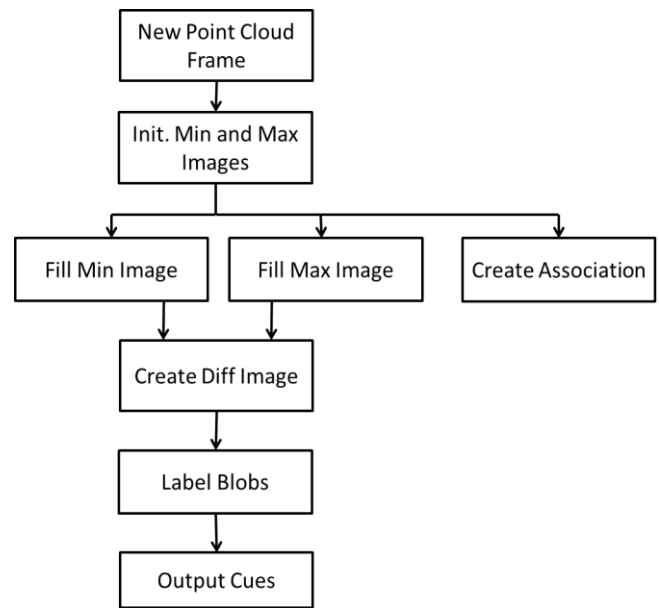 New Point Cloud
Frame
Init. Min and Max
Images
Fill Min Image
Fill Max Image
Create Association
Create Diff Image
Label Blobs
Output Cues